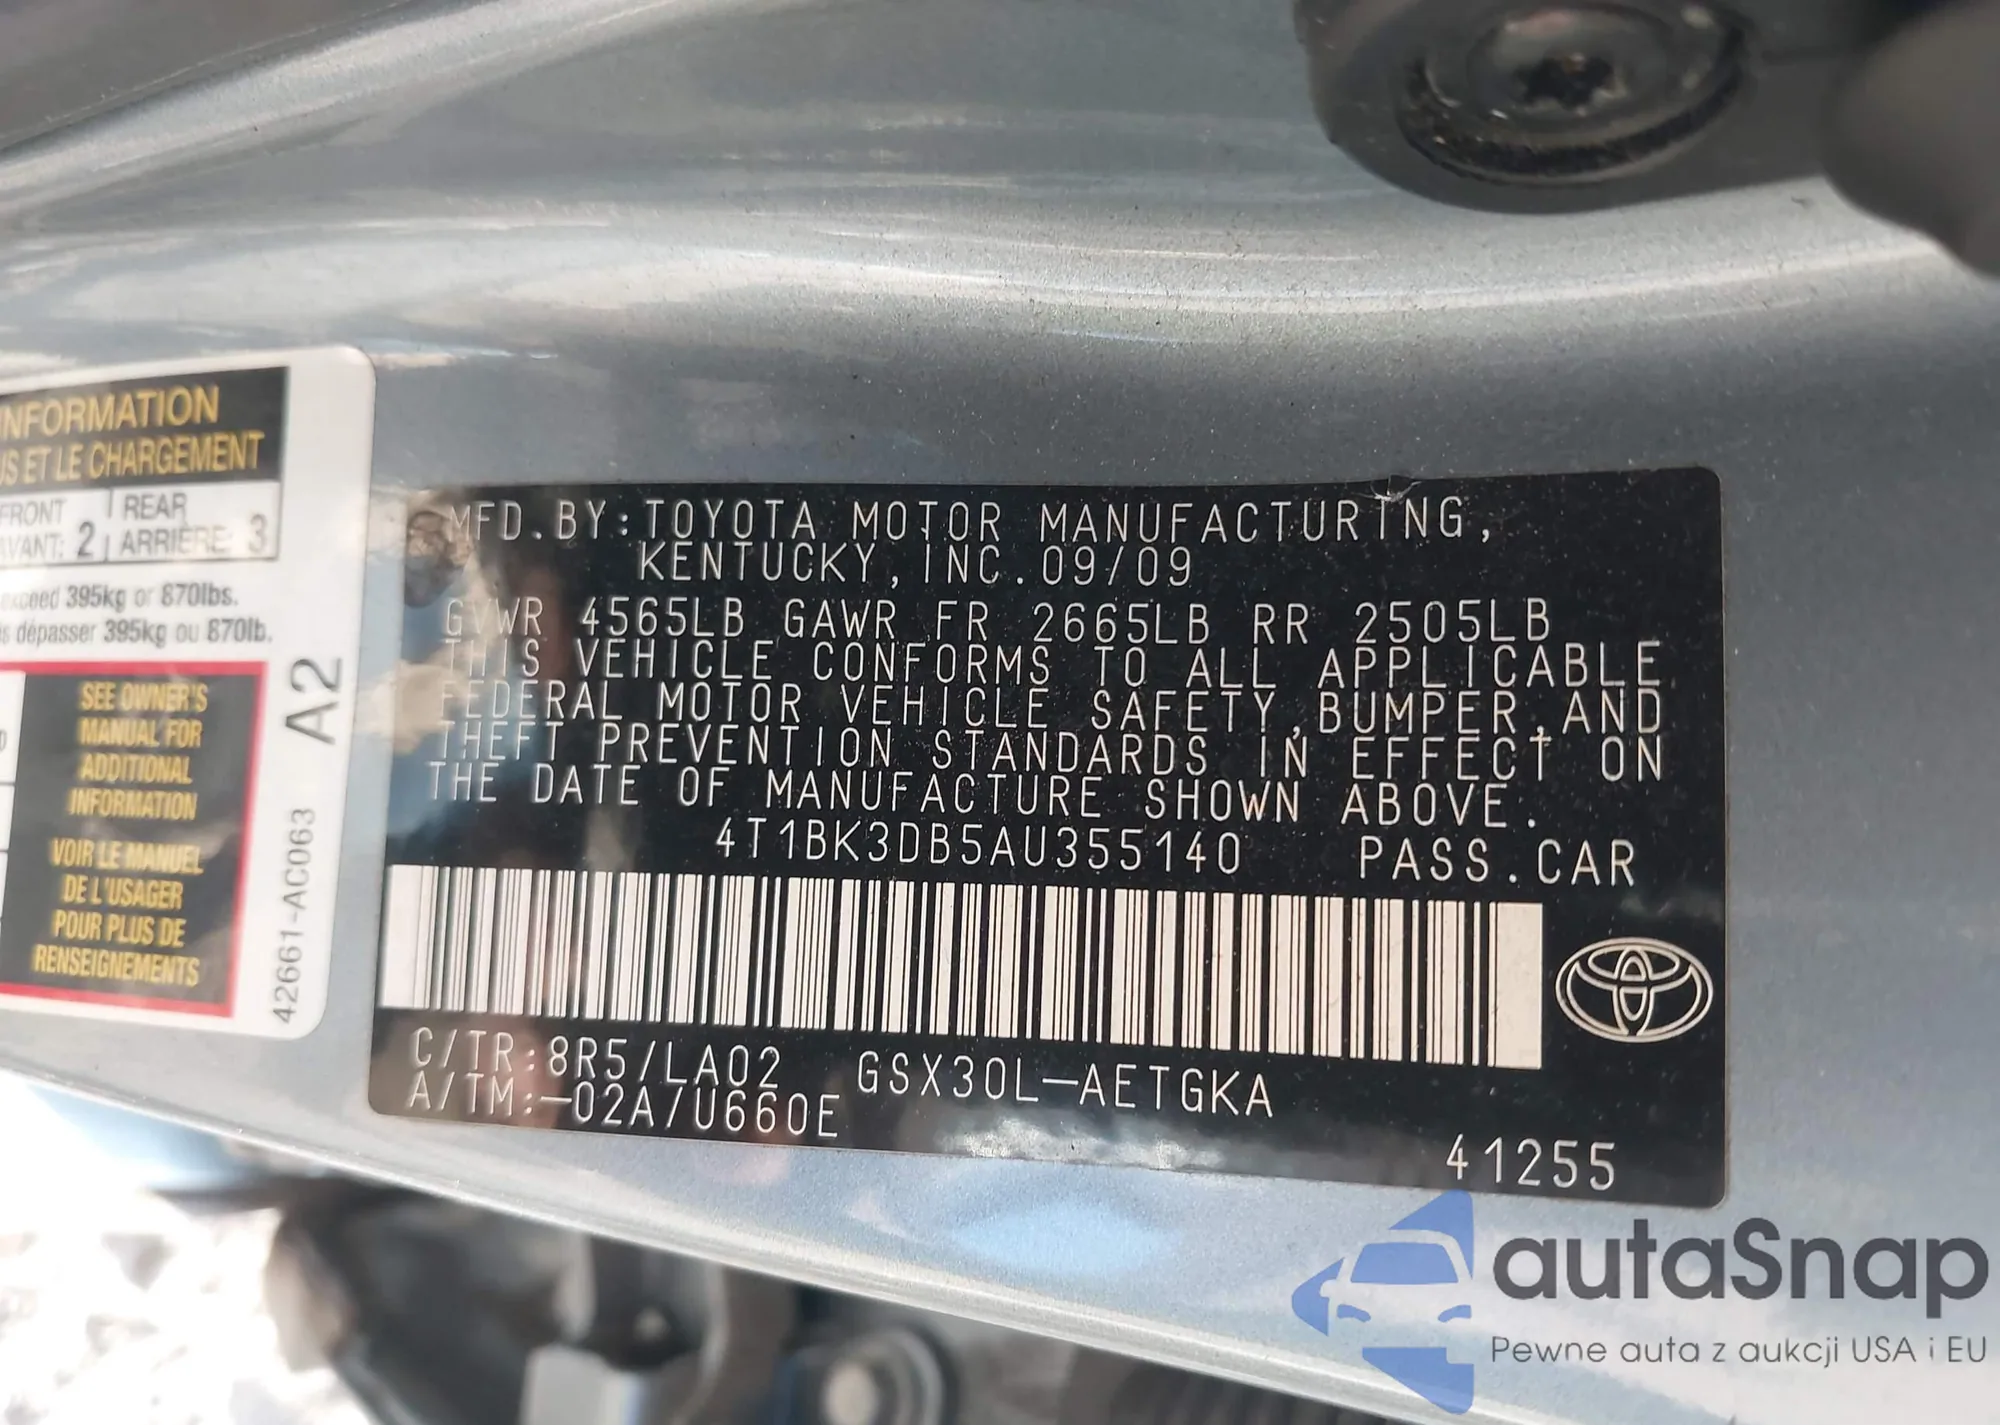 INFORMATION
US ET LE CHARGEMENT
FRONT
AVANT: 2
REAR
ARRIÈRE: 3
exceed 395kg or 870lbs.
dépasser 395kg ou 870lb.
SEE OWNER'S
MANUAL FOR
ADDITIONAL
INFORMATION
VOIR LE MANUEL
DE L'USAGER
POUR PLUS DE
RENSEIGNEMENTS
42661-AC063 A2
MFD. BY: TOYOTA MOTOR MANUFACTURING,
KENTUCKY, INC. 09/09
GVWR 4565LB GAWR FR 2665LB RR 2505LB
THIS VEHICLE CONFORMS TO ALL APPLICABLE
FEDERAL MOTOR VEHICLE SAFETY, BUMPER, AND
THEFT PREVENTION STANDARDS IN EFFECT ON
THE DATE OF MANUFACTURE SHOWN ABOVE.
4T1BK3DB5AU355140 PASS. CAR
C/TR: 8R5/LA02 GSX30L-AETGKA
A/TM: -02A/U660E
41255
autaSnap
Pewne auta z aukcji USA i EU